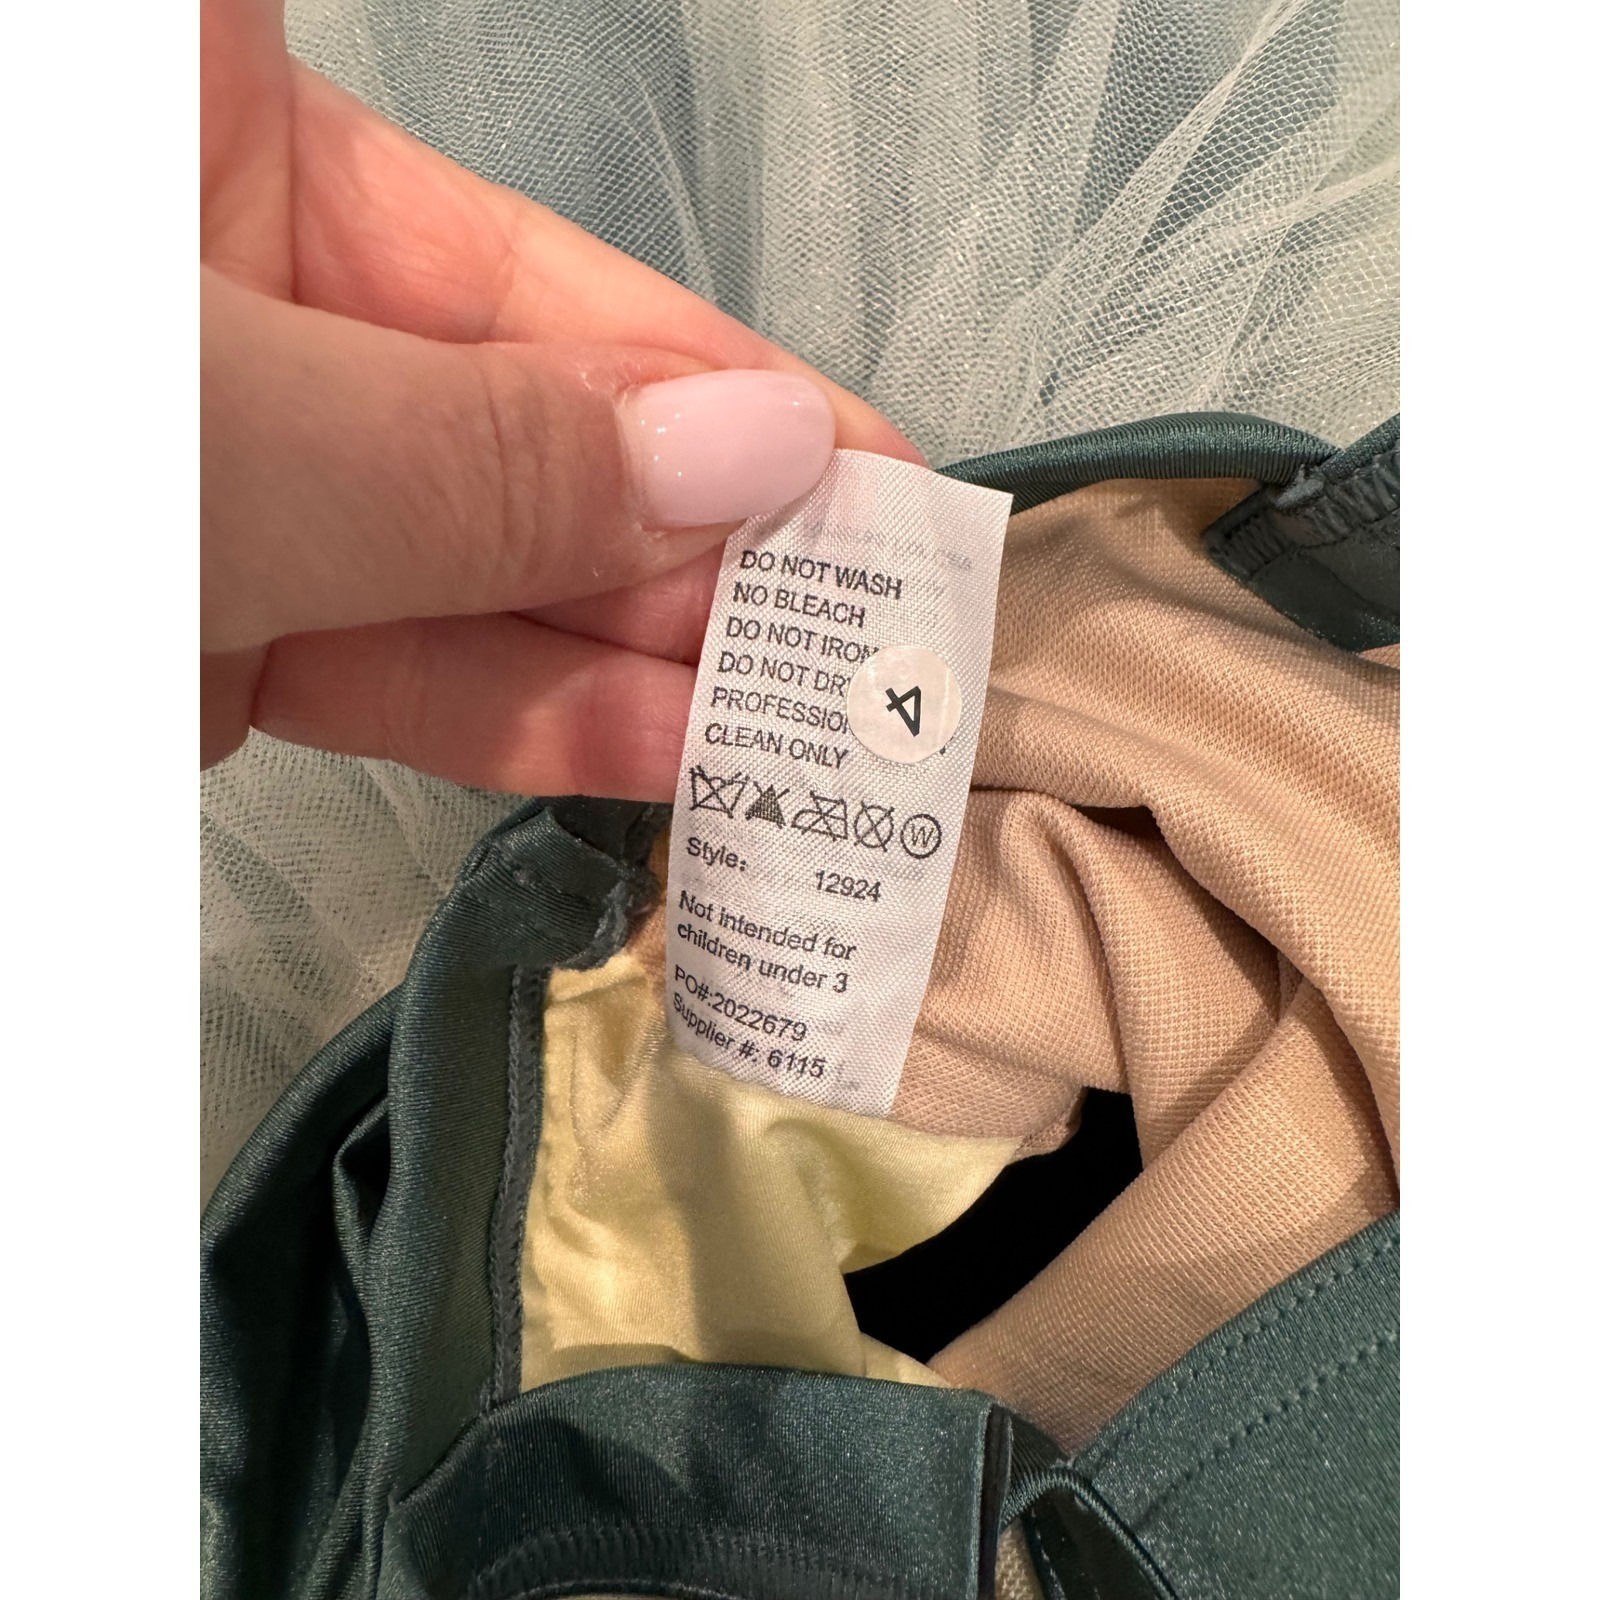 DO NOT WASH
NO BLEACH
DO NOT IRON
DO NOT DRY
PROFESSION
CLEAN ONLY
4
W
Style: 12924
Not intended for
children under 3
PO#:2022679
Supplier #: 6115